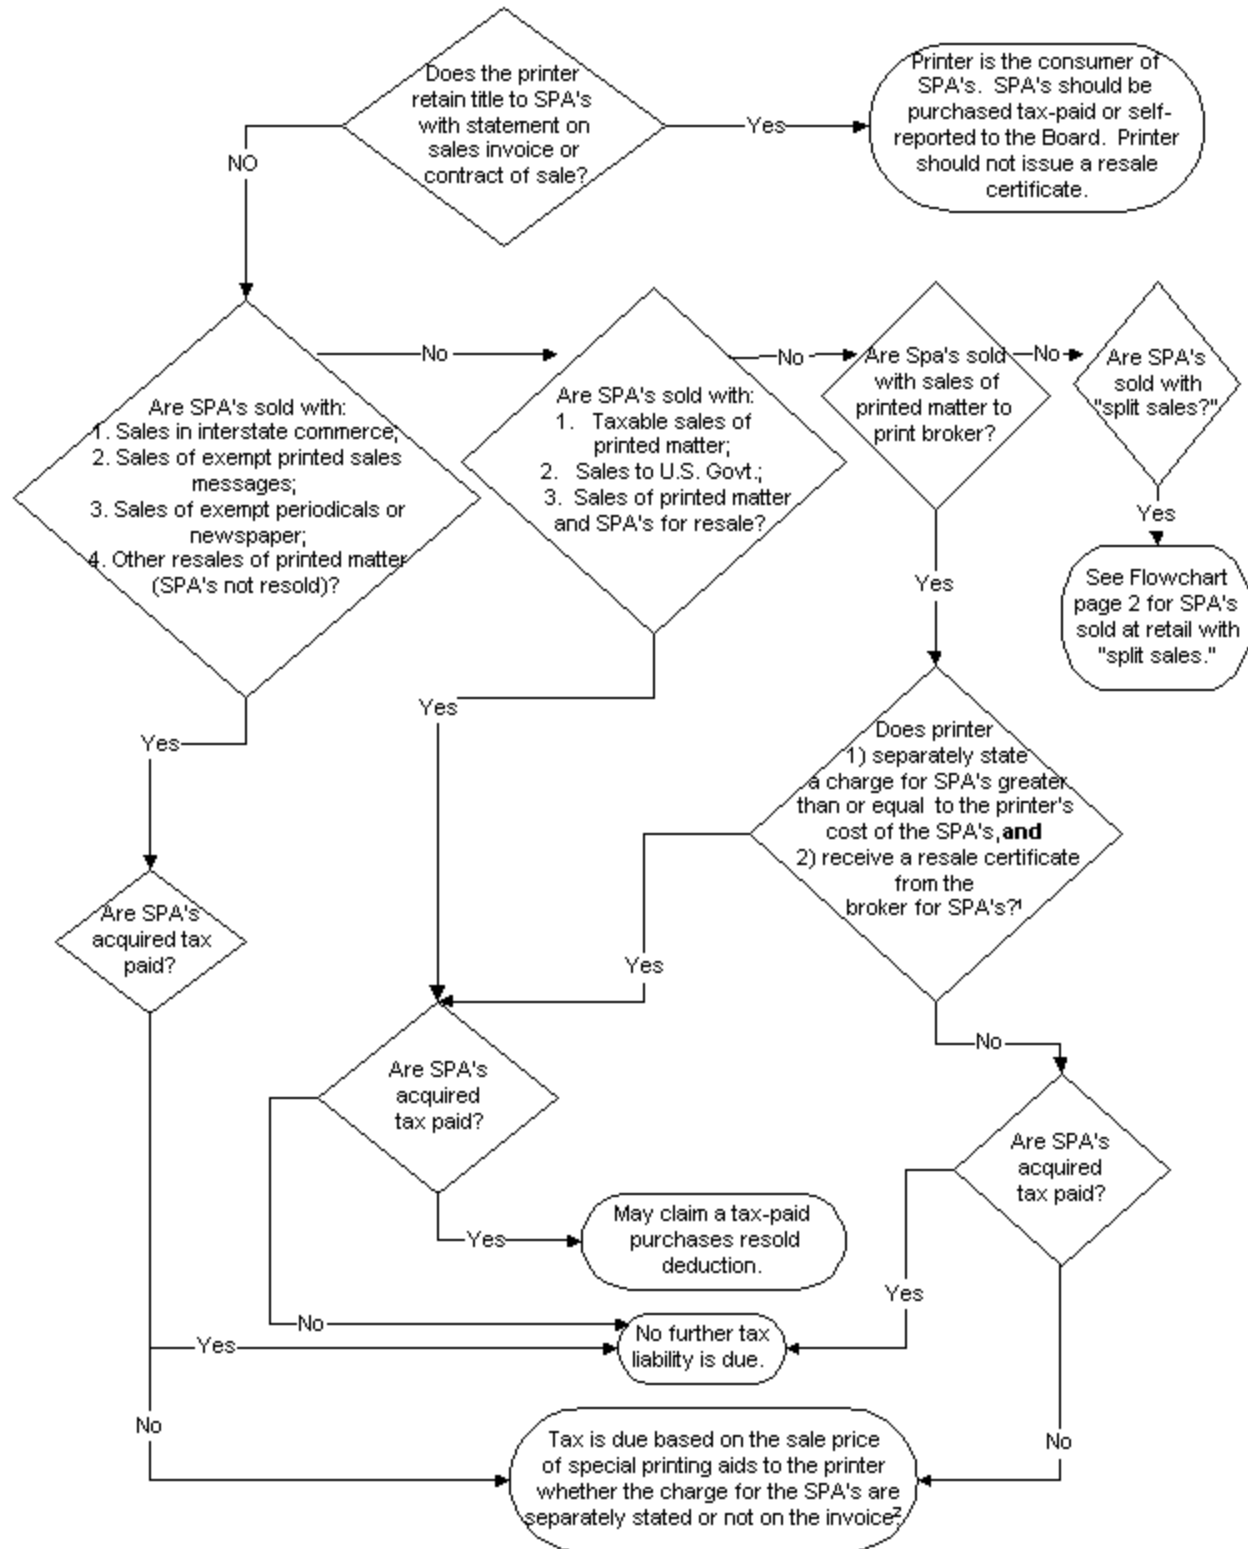 Does the printer
retain title to SPA's
with statement on
sales invoice or
contract of sale?
Yes
Printer is the consumer of
SPA's. SPA's should be
purchased tax-paid or self-
reported to the Board. Printer
should not issue a resale
certificate.
NO
Are SPA's sold with:
1. Sales in interstate commerce;
2. Sales of exempt printed sales
messages;
3. Sales of exempt periodicals or
newspaper;
4. Other resales of printed matter
(SPA's not resold)?
No
Are SPA's sold with:
1. Taxable sales of
printed matter;
2. Sales to U.S. Govt.;
3. Sales of printed matter
and SPA's for resale?
No
Are Spa's sold
with sales of
printed matter to
print broker?
No
Are SPA's
sold with
"split sales?"
Yes
See Flowchart
page 2 for SPA's
sold at retail with
"split sales."
Yes
Does printer
1) separately state
a charge for SPA's greater
than or equal to the printer's
cost of the SPA's, and
2) receive a resale certificate
from the
broker for SPA's?¹
Yes
Yes
Are SPA's
acquired tax
paid?
Yes
Are SPA's
acquired
tax paid?
No
Are SPA's
acquired
tax paid?
Yes
May claim a tax-paid
purchases resold
deduction.
Yes
No
Yes
No further tax
liability is due.
No
No
Tax is due based on the sale price
of special printing aids to the printer
whether the charge for the SPA's are
separately stated or not on the invoice²